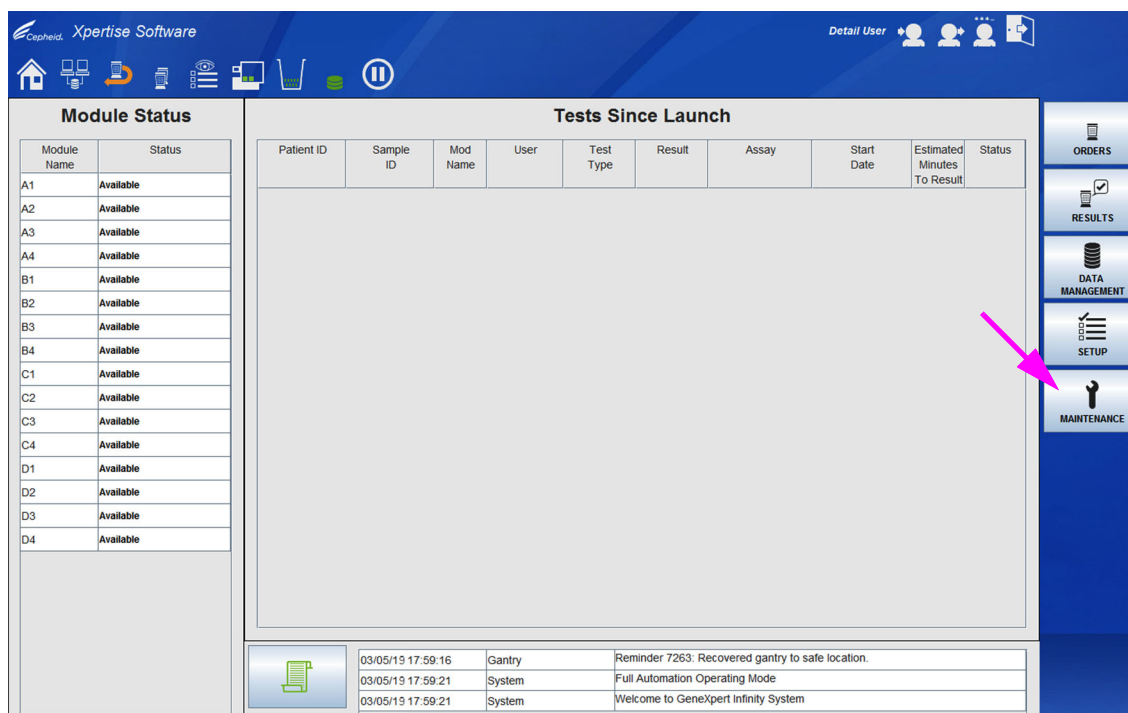 Cepheid. Xpertise Software
Detail User
Module Status
Module Name
Status
A1 Available
A2 Available
A3 Available
A4 Available
B1 Available
B2 Available
B3 Available
B4 Available
C1 Available
C2 Available
C3 Available
C4 Available
D1 Available
D2 Available
D3 Available
D4 Available
Tests Since Launch
Patient ID
Sample ID
Mod Name
User
Test Type
Result
Assay
Start Date
Estimated Minutes To Result
Status
03/05/19 17:59:16 Gantry Reminder 7263: Recovered gantry to safe location.
03/05/19 17:59:21 System Full Automation Operating Mode
03/05/19 17:59:21 System Welcome to GeneXpert Infinity System
ORDERS
RESULTS
DATA
MANAGEMENT
SETUP
MAINTENANCE